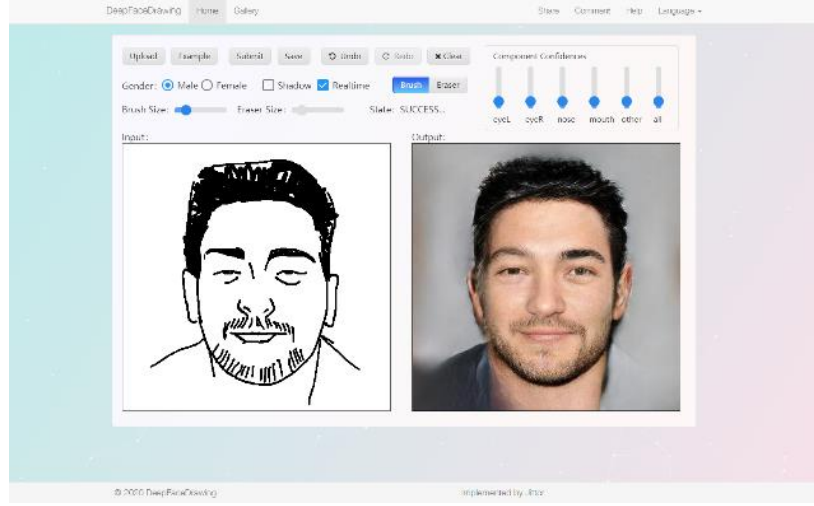 DeepFaceDrawing Home Gallery Share Comment Help Language
Upload Example Submit Save Undo Redo Clear
Component Confidences
Gender: Male Female Shadow Realtime Brush Eraser
Brush Size: Eraser Size: State: SUCCESS...
eyeL eyeR nose mouth other all
Input: Output:
© 2020 DeepFaceDrawing Implemented by Jittor